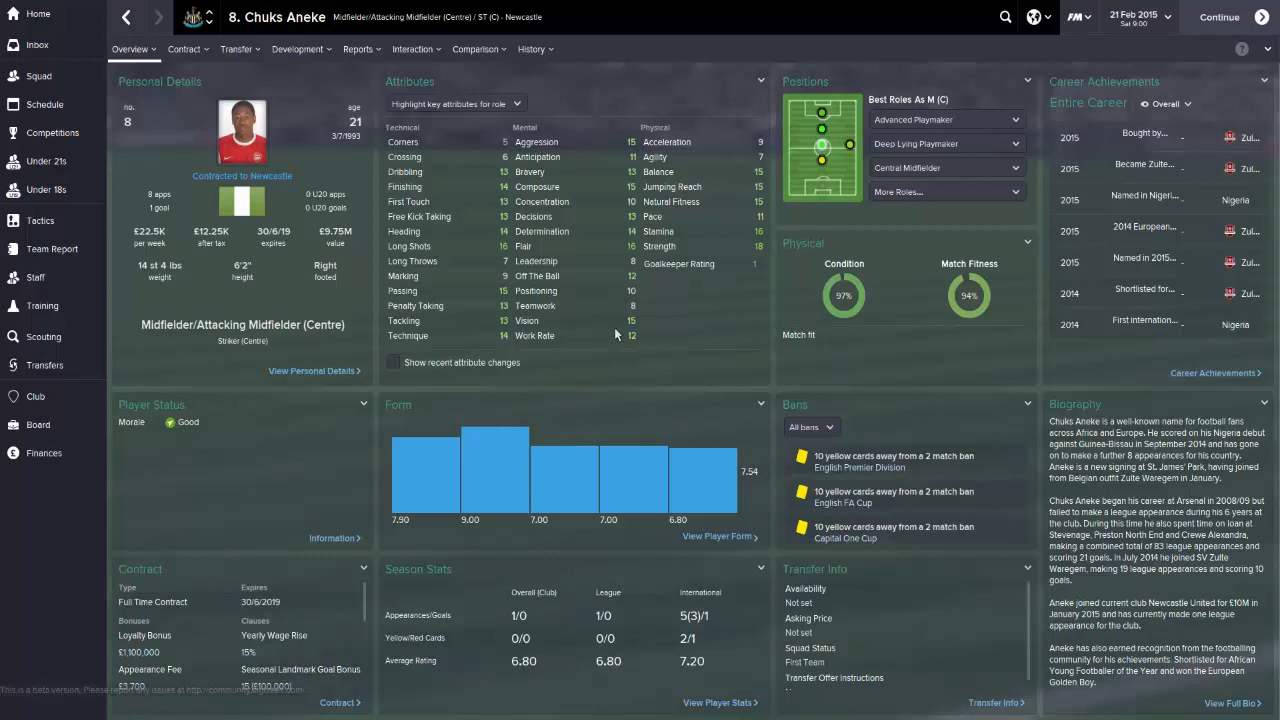 Home
Inbox
Squad
Schedule
Competitions
Under 21s
Under 18s
Tactics
Team Report
Staff
Training
Scouting
Transfers
Club
Board
Finances
8. Chuks Aneke Midfielder/Attacking Midfielder (Centre) / ST (C) - Newcastle
FM
21 Feb 2015
Sat 9:00
Continue
Overview Contract Transfer Development Reports Interaction Comparison History
Personal Details
no.
8
age
21
3/7/1993
Contracted to Newcastle
8 apps
1 goal
0 U20 apps
0 U20 goals
£22.5K £12.25K 30/6/19 £9.75M
per week after tax expires value
14 st 4 lbs 6'2" Right
weight height footed
Midfielder/Attacking Midfielder (Centre)
Striker (Centre)
View Personal Details
Attributes
Highlight key attributes for role
Technical Mental Physical
Corners 5 Aggression 15 Acceleration 9
Crossing 6 Anticipation 11 Agility 7
Dribbling 13 Bravery 13 Balance 15
Finishing 14 Composure 15 Jumping Reach 15
First Touch 13 Concentration 10 Natural Fitness 15
Free Kick Taking 13 Decisions 13 Pace 11
Heading 14 Determination 14 Stamina 16
Long Shots 16 Flair 16 Strength 18
Long Throws 7 Leadership 8 Goalkeeper Rating 1
Marking 9 Off The Ball 12
Passing 15 Positioning 10
Penalty Taking 13 Teamwork 8
Tackling 13 Vision 15
Technique 14 Work Rate 12
Show recent attribute changes
Positions
Best Roles As M (C)
Advanced Playmaker
Deep Lying Playmaker
Central Midfielder
More Roles...
Physical
Condition Match Fitness
97% 94%
Match fit
Career Achievements
Entire Career Overall
2015 Bought by... - Zul...
2015 Became Zulte... - Zul...
2015 Named in Nigeri... - Nigeria
2015 2014 European... - Zul...
2015 Named in 2015... - Zul...
2014 Shortlisted for... - Zul...
2014 First internation... - Nigeria
Career Achievements
Player Status
Morale Good
Information
Form
7.54
7.90 9.00 7.00 7.00 6.80
View Player Form
Bans
All bans
10 yellow cards away from a 2 match ban
English Premier Division
10 yellow cards away from a 2 match ban
English FA Cup
10 yellow cards away from a 2 match ban
Capital One Cup
Biography
Chuks Aneke is a well-known name for football fans
across Africa and Europe. He scored on his Nigeria debut
against Guinea-Bissau in September 2014 and has gone
on to make a further 8 appearances for his country.
Aneke is a new signing at St. James' Park, having joined
from Belgian outfit Zulte Waregem in January.
Chuks Aneke began his career at Arsenal in 2008/09 but
failed to make a league appearance during his 6 years at
the club. During this time he also spent time on loan at
Stevenage, Preston North End and Crewe Alexandra,
making a combined total of 83 league appearances and
scoring 21 goals. In July 2014 he joined SV Zulte
Waregem, making 19 league appearances and scoring 10
goals.
Aneke joined current club Newcastle United for £10M in
January 2015 and has currently made one league
appearance for the club.
Aneke has also earned recognition from the footballing
community for his achievements. Shortlisted for African
Young Footballer of the Year and won the European
Golden Boy.
View Full Bio
Contract
Type Expires
Full Time Contract 30/6/2019
Bonuses Clauses
Loyalty Bonus Yearly Wage Rise
£1,100,000 15%
Appearance Fee Seasonal Landmark Goal Bonus
£3,700 15 (£100,000)
Contract
Season Stats
Overall (Club) League International
Appearances/Goals 1/0 1/0 5(3)/1
Yellow/Red Cards 0/0 0/0 2/1
Average Rating 6.80 6.80 7.20
View Player Stats
Transfer Info
Availability
Not set
Asking Price
Not set
Squad Status
First Team
Transfer Offer Instructions
Transfer Info
This is a beta version, Please report any issues at